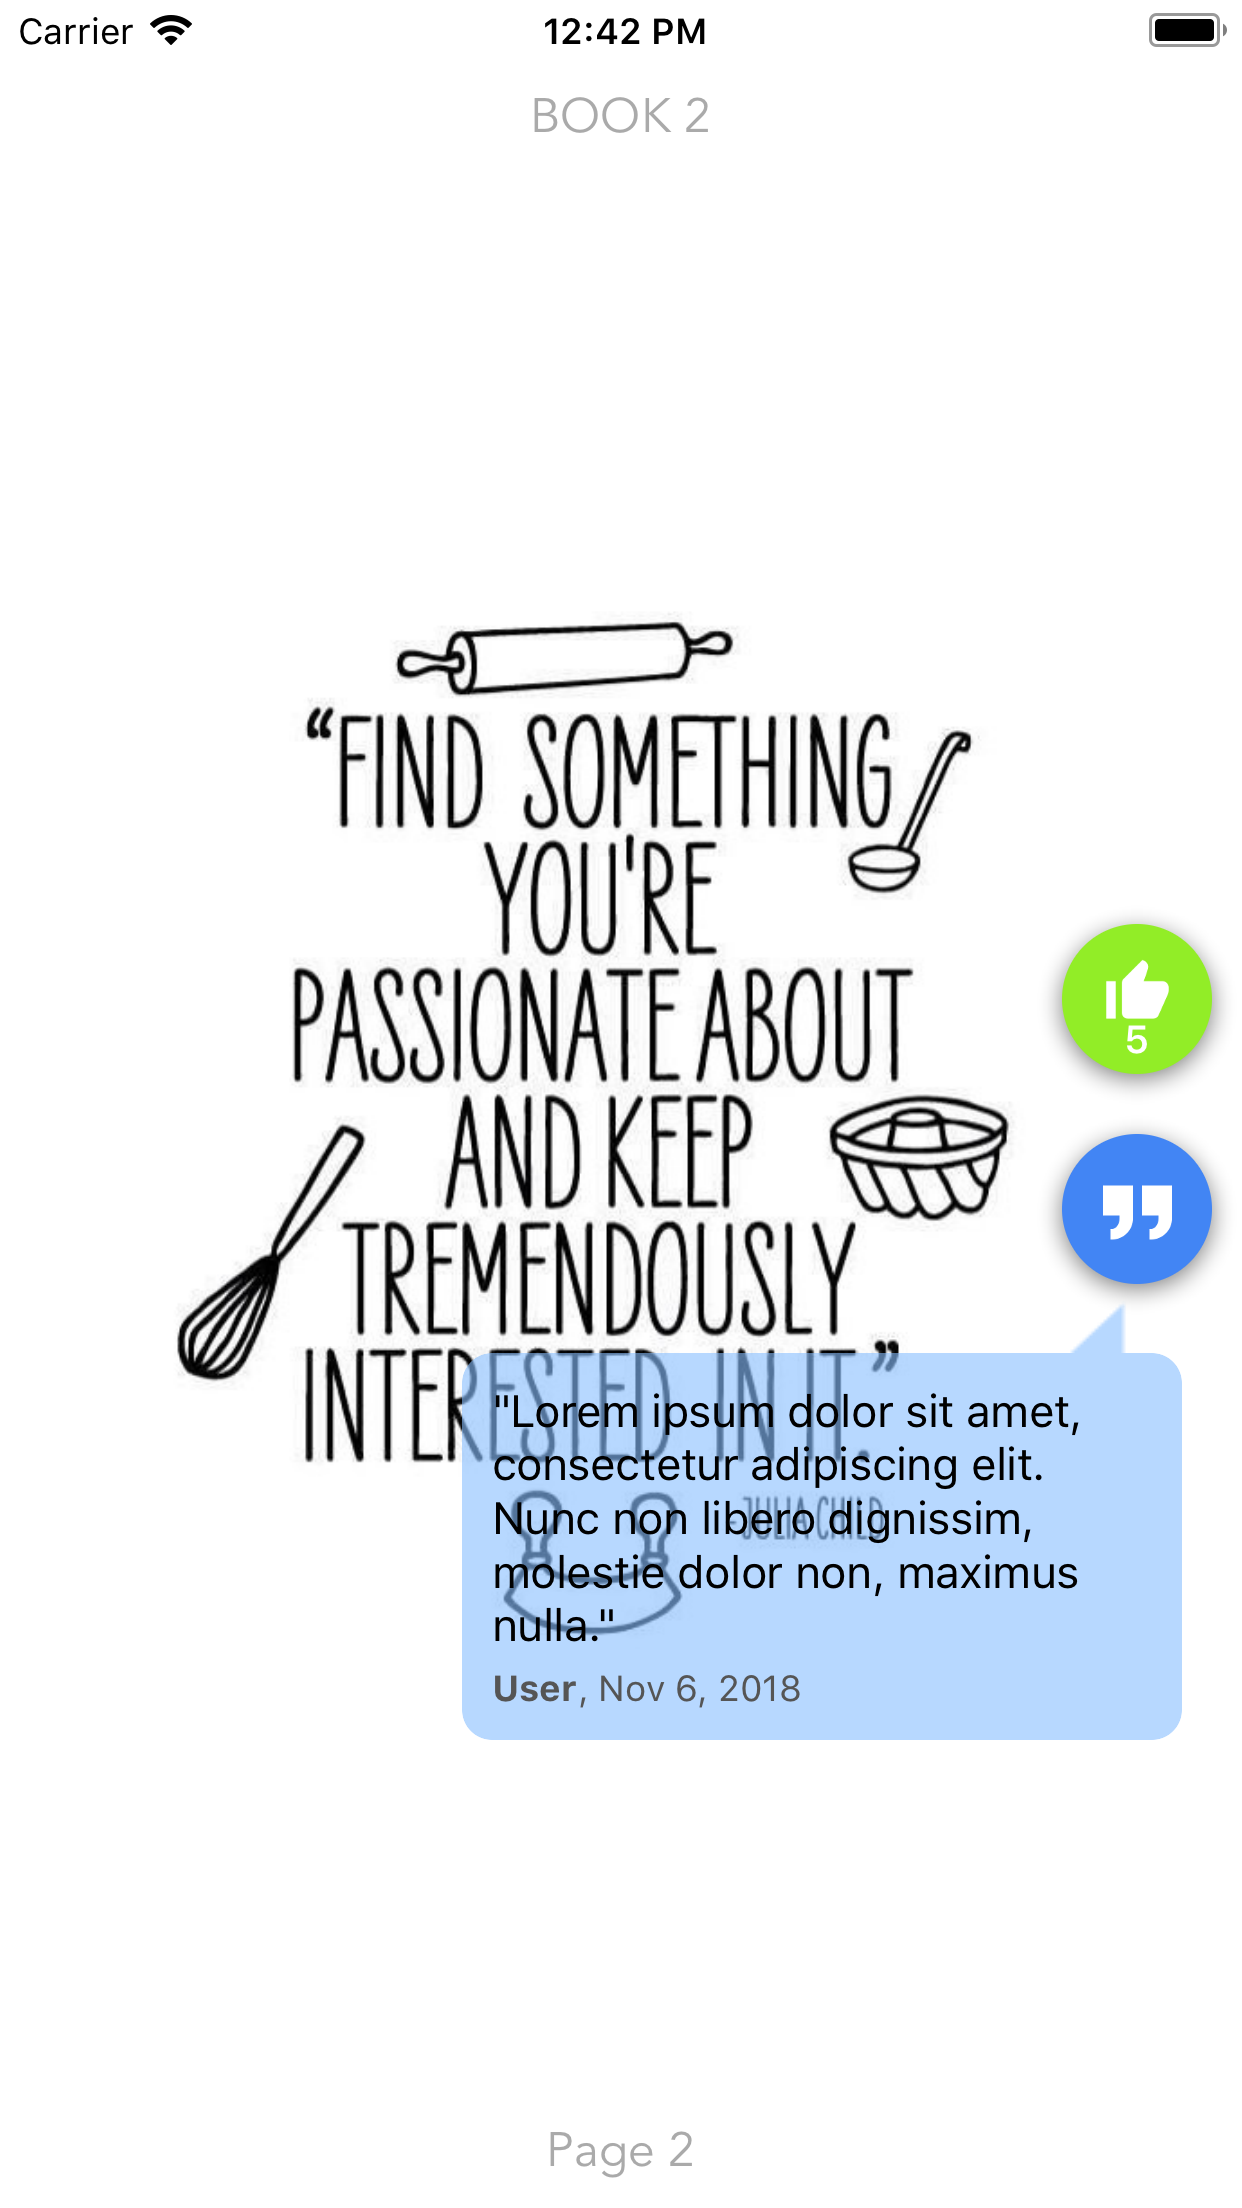 Carrier 12:42 PM
BOOK 2
“FIND SOMETHING
YOU'RE
PASSIONATE ABOUT
AND KEEP
TREMENDOUSLY
INTERESTED IN IT.”
-JULIA CHILD
5
"Lorem ipsum dolor sit amet,
consectetur adipiscing elit.
Nunc non libero dignissim,
molestie dolor non, maximus
nulla."
User, Nov 6, 2018
Page 2